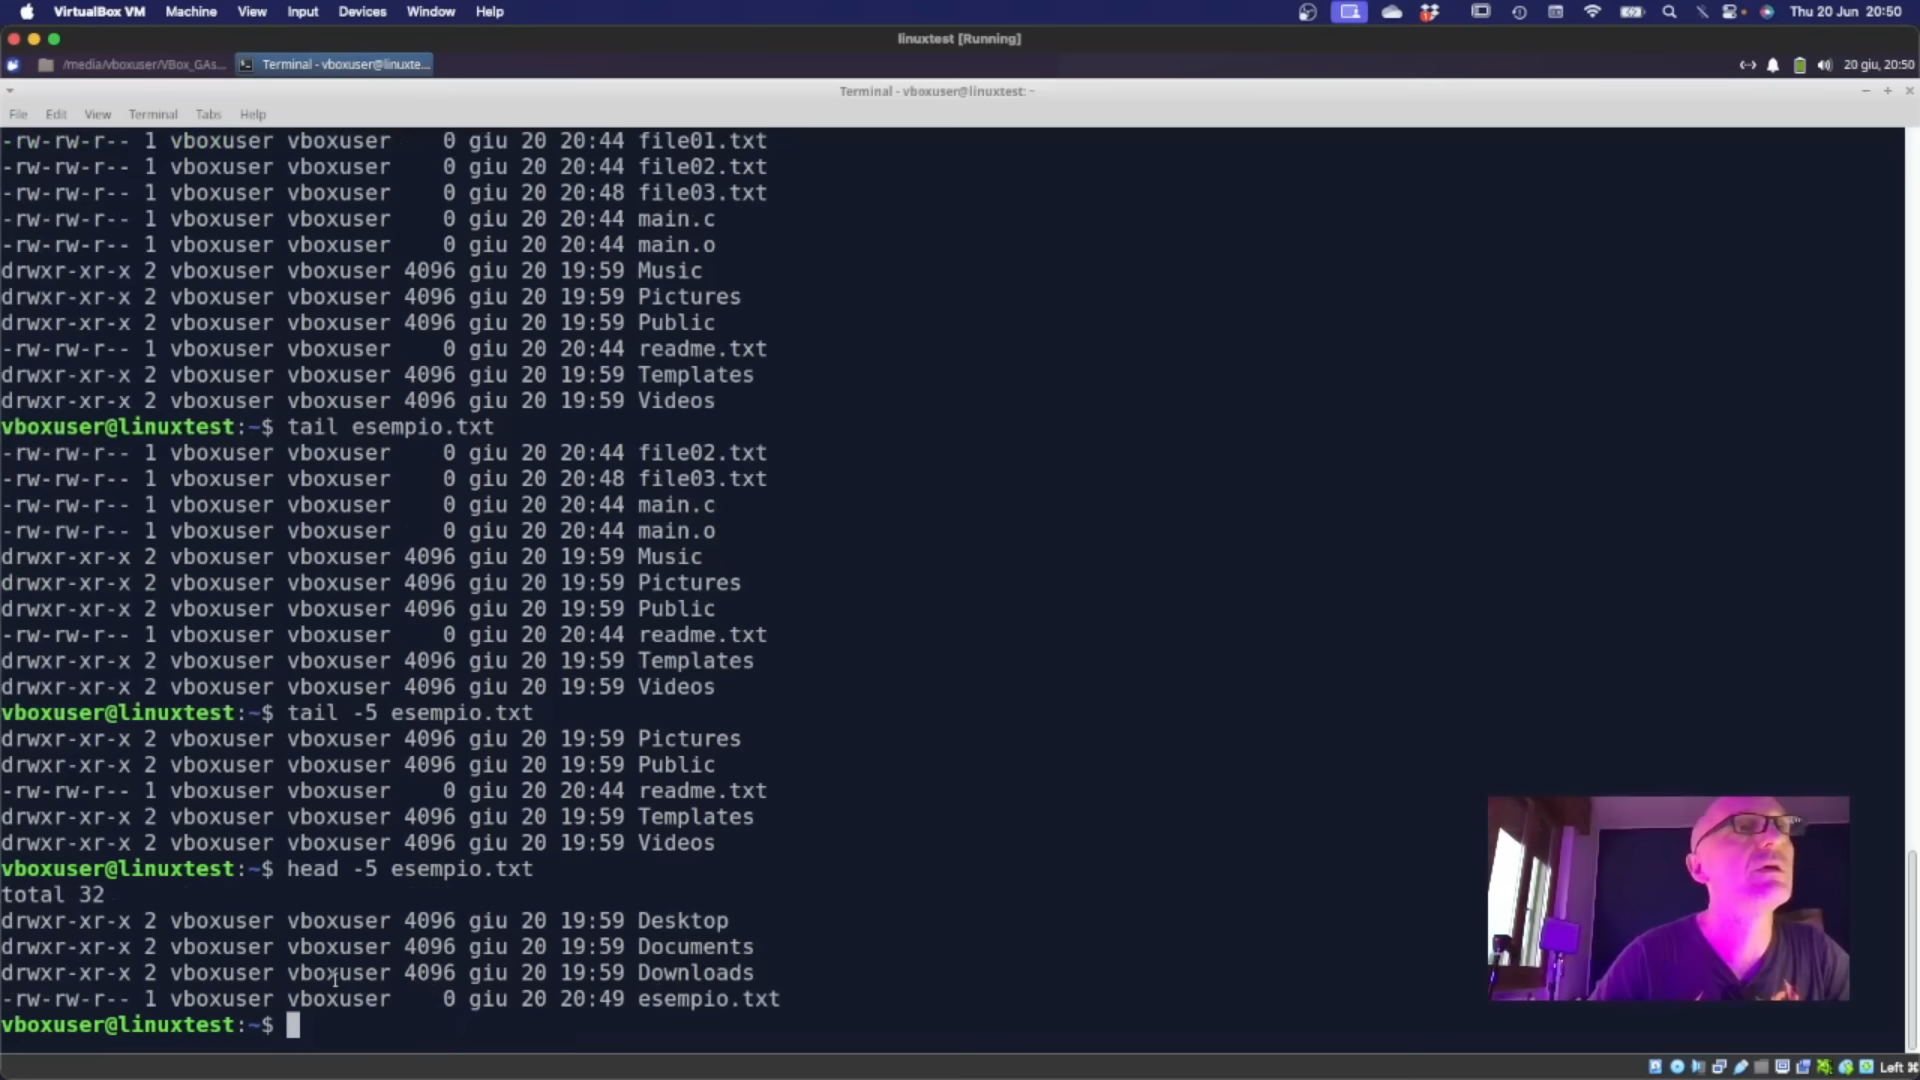 VirtualBox VM Machine View Input Devices Window Help Thu 20 Jun 20:50
linuxtest [Running]
/media/vboxuser/VBox_GAs... Terminal - vboxuser@linuxte... 20 giu, 20:50
Terminal - vboxuser@linuxtest: ~
File Edit View Terminal Tabs Help
-rw-rw-r-- 1 vboxuser vboxuser    0 giu 20 20:44 file01.txt
-rw-rw-r-- 1 vboxuser vboxuser    0 giu 20 20:44 file02.txt
-rw-rw-r-- 1 vboxuser vboxuser    0 giu 20 20:48 file03.txt
-rw-rw-r-- 1 vboxuser vboxuser    0 giu 20 20:44 main.c
-rw-rw-r-- 1 vboxuser vboxuser    0 giu 20 20:44 main.o
drwxr-xr-x 2 vboxuser vboxuser 4096 giu 20 19:59 Music
drwxr-xr-x 2 vboxuser vboxuser 4096 giu 20 19:59 Pictures
drwxr-xr-x 2 vboxuser vboxuser 4096 giu 20 19:59 Public
-rw-rw-r-- 1 vboxuser vboxuser    0 giu 20 20:44 readme.txt
drwxr-xr-x 2 vboxuser vboxuser 4096 giu 20 19:59 Templates
drwxr-xr-x 2 vboxuser vboxuser 4096 giu 20 19:59 Videos
vboxuser@linuxtest:~$ tail esempio.txt
-rw-rw-r-- 1 vboxuser vboxuser    0 giu 20 20:44 file02.txt
-rw-rw-r-- 1 vboxuser vboxuser    0 giu 20 20:48 file03.txt
-rw-rw-r-- 1 vboxuser vboxuser    0 giu 20 20:44 main.c
-rw-rw-r-- 1 vboxuser vboxuser    0 giu 20 20:44 main.o
drwxr-xr-x 2 vboxuser vboxuser 4096 giu 20 19:59 Music
drwxr-xr-x 2 vboxuser vboxuser 4096 giu 20 19:59 Pictures
drwxr-xr-x 2 vboxuser vboxuser 4096 giu 20 19:59 Public
-rw-rw-r-- 1 vboxuser vboxuser    0 giu 20 20:44 readme.txt
drwxr-xr-x 2 vboxuser vboxuser 4096 giu 20 19:59 Templates
drwxr-xr-x 2 vboxuser vboxuser 4096 giu 20 19:59 Videos
vboxuser@linuxtest:~$ tail -5 esempio.txt
drwxr-xr-x 2 vboxuser vboxuser 4096 giu 20 19:59 Pictures
drwxr-xr-x 2 vboxuser vboxuser 4096 giu 20 19:59 Public
-rw-rw-r-- 1 vboxuser vboxuser    0 giu 20 20:44 readme.txt
drwxr-xr-x 2 vboxuser vboxuser 4096 giu 20 19:59 Templates
drwxr-xr-x 2 vboxuser vboxuser 4096 giu 20 19:59 Videos
vboxuser@linuxtest:~$ head -5 esempio.txt
total 32
drwxr-xr-x 2 vboxuser vboxuser 4096 giu 20 19:59 Desktop
drwxr-xr-x 2 vboxuser vboxuser 4096 giu 20 19:59 Documents
drwxr-xr-x 2 vboxuser vboxuser 4096 giu 20 19:59 Downloads
-rw-rw-r-- 1 vboxuser vboxuser    0 giu 20 20:49 esempio.txt
vboxuser@linuxtest:~$
Left ⌘